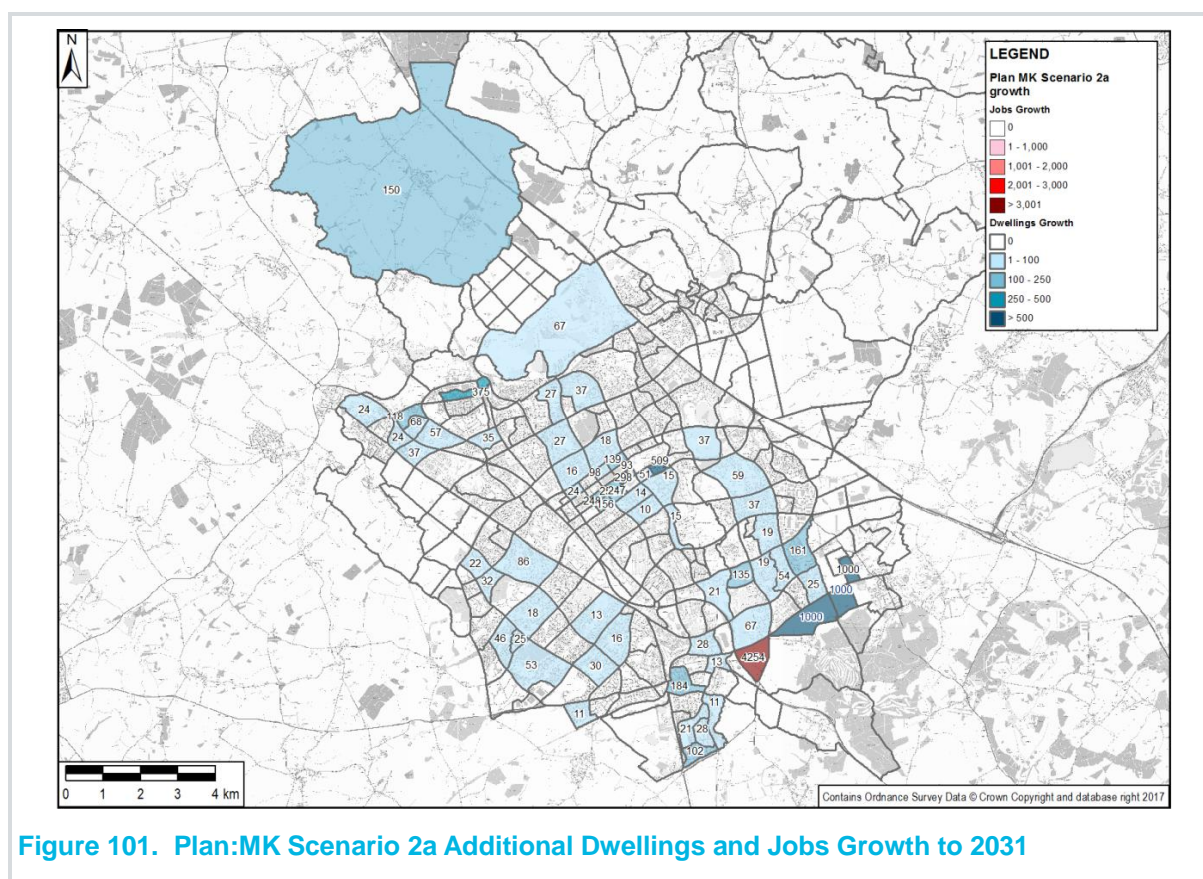 N
LEGEND
Plan MK Scenario 2a
growth
Jobs Growth
0
1 - 1,000
1,001 - 2,000
2,001 - 3,000
> 3,001
Dwellings Growth
0
1 - 100
100 - 250
250 - 500
> 500
150
67
375
27 37
24
118 68
24 57 35
37
27 18 37
139
93 509
16 98 298 51 15 59
24 247 14
156 10 15 37
19
22 86 161
32 135 19 54 25 1000
1000
21
18 13 67 1000
46 25 16 28
53 30 13 4254
184
11 11
21 28
102
0 1 2 3 4 km
Contains Ordnance Survey Data © Crown Copyright and database right 2017
Figure 101. Plan:MK Scenario 2a Additional Dwellings and Jobs Growth to 2031